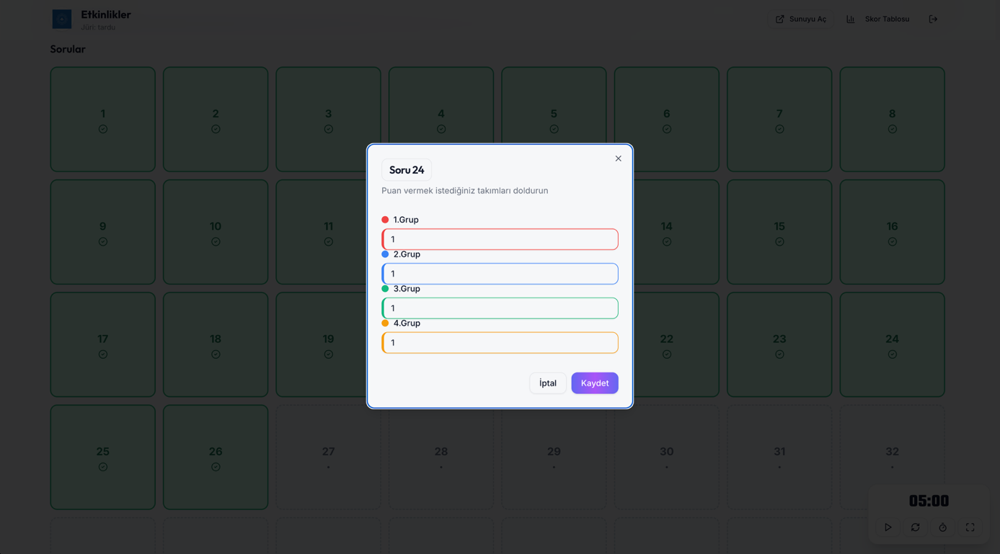 Etkinlikler
Jüri: tardu
Sunuyu Aç
Skor Tablosu
Sorular
1
2
3
4
5
6
7
8
Soru 24
Puan vermek istediğiniz takımları doldurun
1.Grup
1
2.Grup
1
3.Grup
1
4.Grup
1
İptal
Kaydet
9
10
11
14
15
16
17
18
19
22
23
24
25
26
27
28
29
30
31
32
05:00